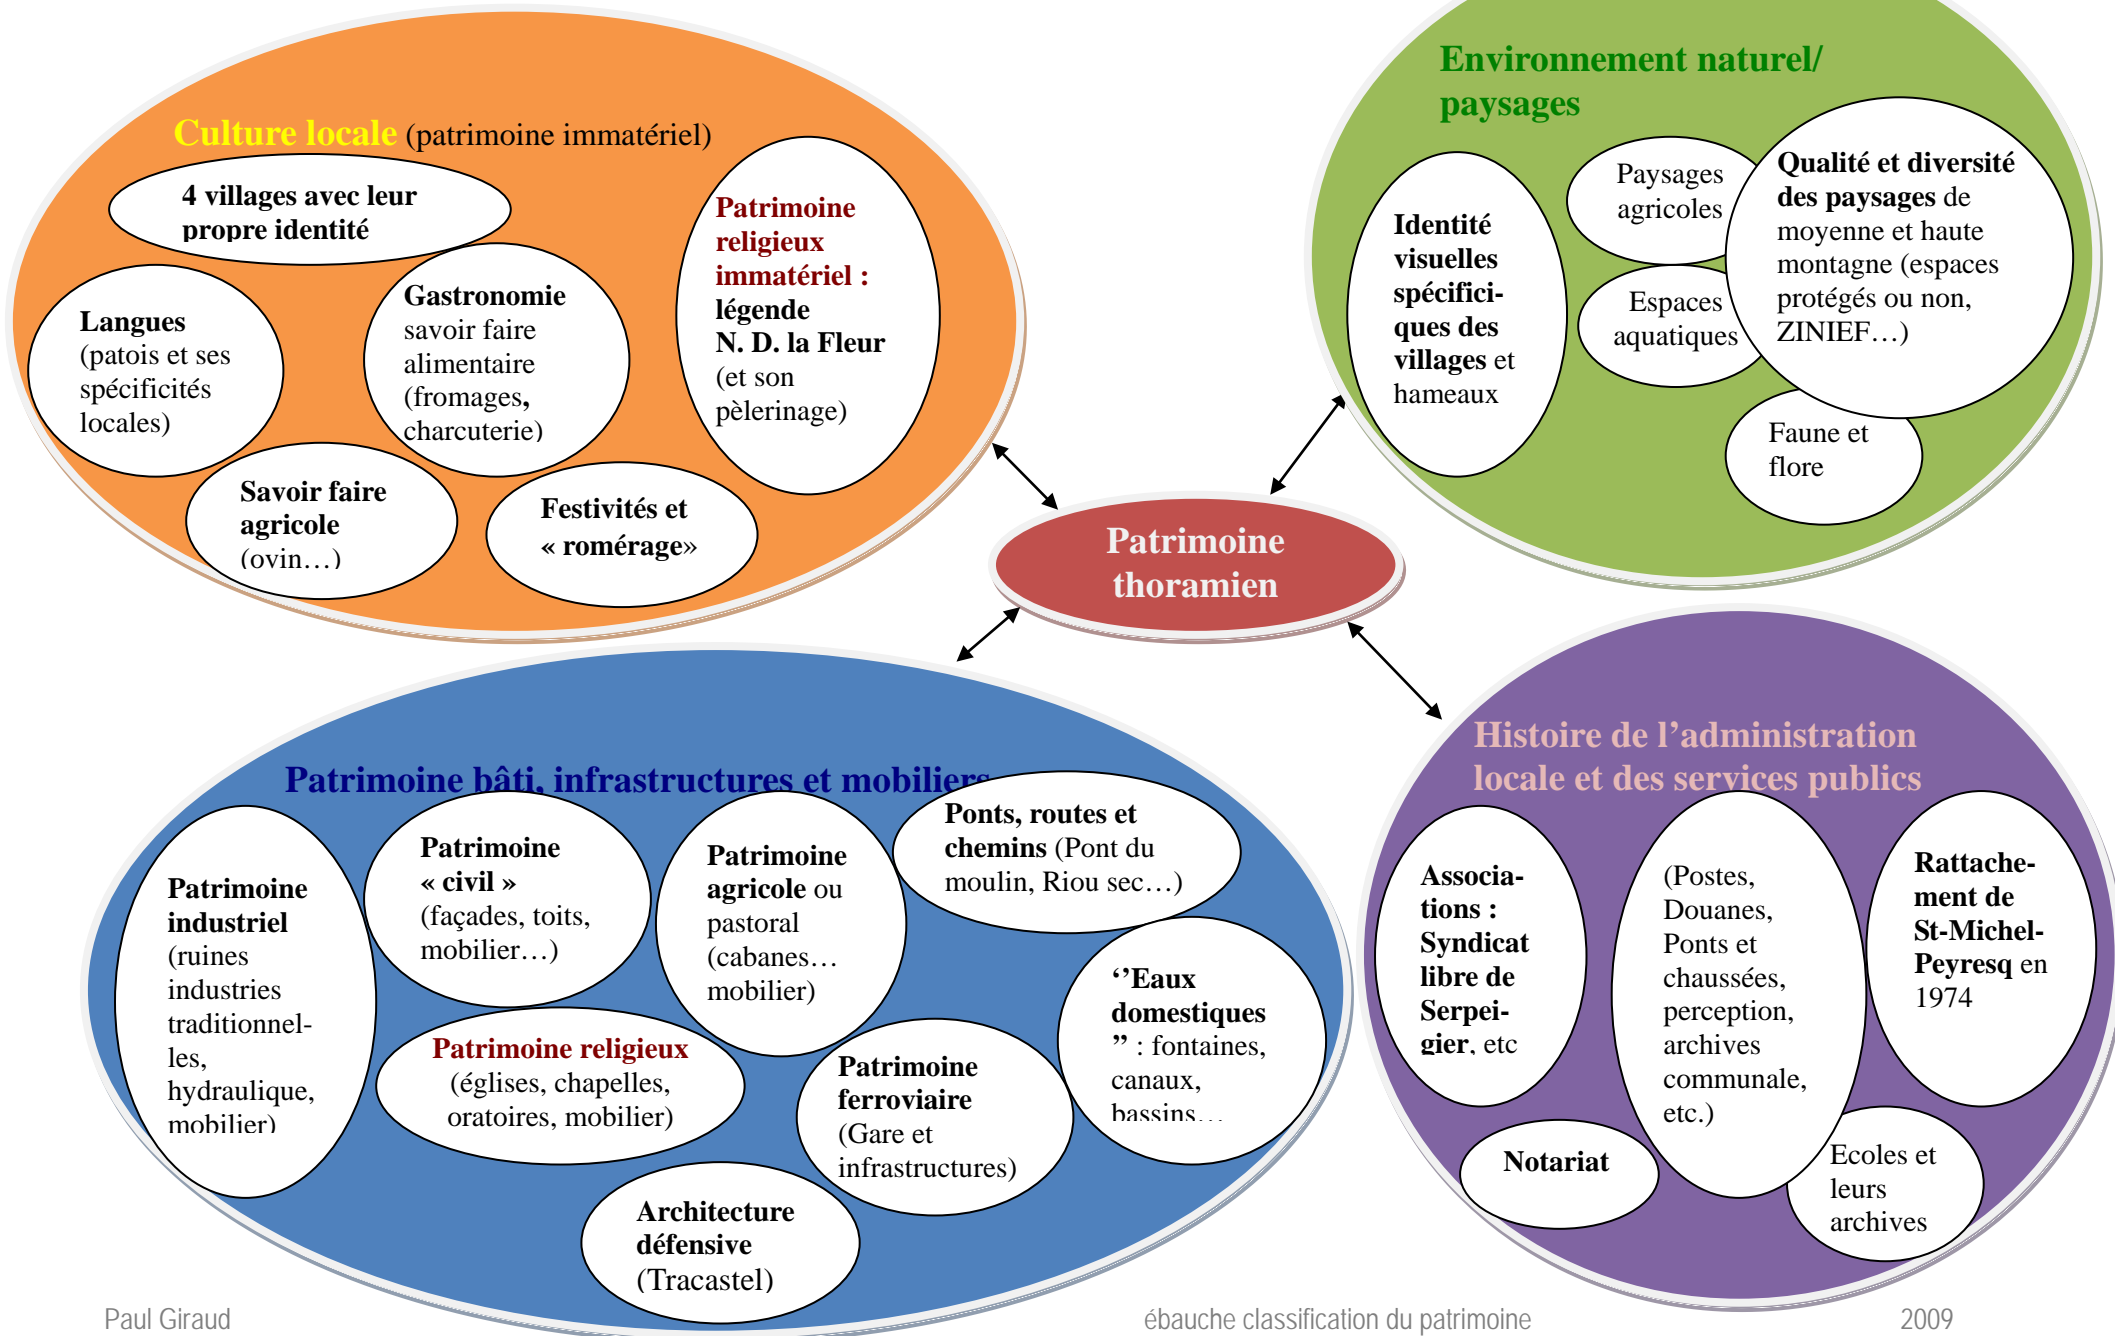 Culture locale (patrimoine immatériel)
4 villages avec leur
propre identité
Langues
(patois et ses
spécificités
locales)
Gastronomie
savoir faire
alimentaire
(fromages,
charcuterie)
Patrimoine
religieux
immatériel :
légende
N. D. la Fleur
(et son
pèlerinage)
Savoir faire
agricole
(ovin…)
Festivités et
« romérage»
Environnement naturel/
paysages
Identité
visuelles
spécifici-
ques des
villages et
hameaux
Paysages
agricoles
Espaces
aquatiques
Qualité et diversité
des paysages de
moyenne et haute
montagne (espaces
protégés ou non,
ZINIEF…)
Faune et
flore
Patrimoine
thoramien
Patrimoine bâti, infrastructures et mobiliers
Patrimoine
industriel
(ruines
industries
traditionnel-
les,
hydraulique,
mobilier)
Patrimoine
« civil »
(façades, toits,
mobilier…)
Patrimoine
agricole ou
pastoral
(cabanes…
mobilier)
Ponts, routes et
chemins (Pont du
moulin, Riou sec…)
‘’Eaux
domestiques
’’ : fontaines,
canaux,
bassins…
Patrimoine religieux
(églises, chapelles,
oratoires, mobilier)
Patrimoine
ferroviaire
(Gare et
infrastructures)
Architecture
défensive
(Tracastel)
Histoire de l’administration
locale et des services publics
Associa-
tions :
Syndicat
libre de
Serpei-
gier, etc
(Postes,
Douanes,
Ponts et
chaussées,
perception,
archives
communale,
etc.)
Rattache-
ment de
St-Michel-
Peyresq en
1974
Notariat
Ecoles et
leurs
archives
Paul Giraud
ébauche classification du patrimoine
2009